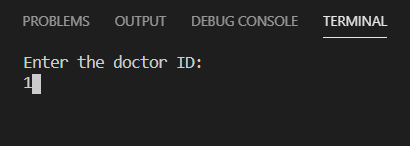 PROBLEMS OUTPUT DEBUG CONSOLE TERMINAL
Enter the doctor ID:
1